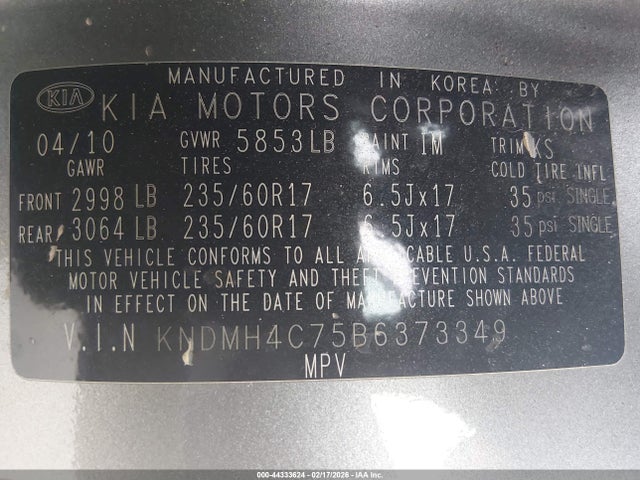 MANUFACTURED IN KOREA BY
KIA KIA MOTORS CORPORATION
04/10 GVWR 5853LB PAINT IM TRIM KS
GAWR TIRES RIMS COLD TIRE INFL
FRONT 2998 LB 235/60R17 6.5Jx17 35 psi SINGLE
REAR 3064 LB 235/60R17 6.5Jx17 35 psi SINGLE
THIS VEHICLE CONFORMS TO ALL APPLICABLE U.S.A. FEDERAL
MOTOR VEHICLE SAFETY AND THEFT PREVENTION STANDARDS
IN EFFECT ON THE DATE OF MANUFACTURE SHOWN ABOVE
V.I.N KNDMH4C75B6373349
MPV
000-44333624 - 02/17/2026 - IAA Inc.